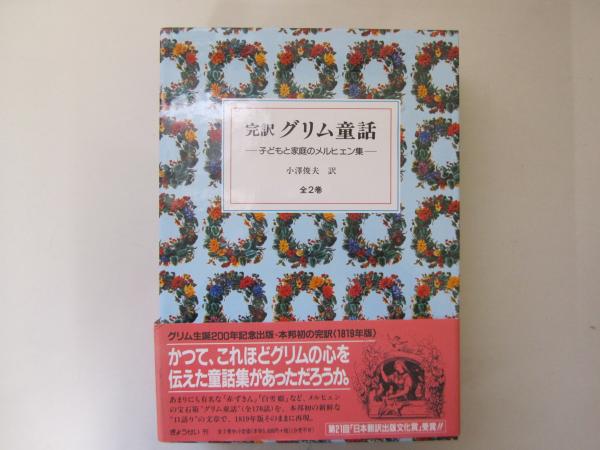 完訳 グリム童話
―子どもと家庭のメルヒェン集―
小澤俊夫 訳
全2巻
グリム生誕200年記念出版・本邦初の完訳(1819年版)
かつて、これほどグリムの心を
伝えた童話集があっただろうか。
あまりにも有名な「赤ずきん」「白雪姫」など、メルヒェン
の宝石箱“グリム童話”(全170話)を、本邦初の新鮮な
“口語り”の文章で、1819年版そのままに再現。
ぎょうせい 刊
第21回「日本翻訳出版文化賞」受賞!!